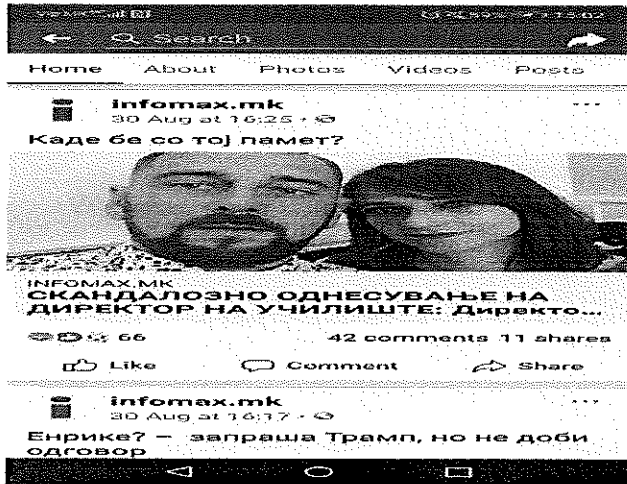 Search
Home About Photos Videos Posts
infomax.mk
30 Aug at 16:25 ·
Каде бе со тој памет?
INFOMAX.MK
СКАНДАЛОЗНО ОДНЕСУВАЊЕ НА
ДИРЕКТОР НА УЧИЛИШТЕ: Директо...
66 42 comments 11 shares
Like Comment Share
infomax.mk
30 Aug at 16:17 ·
Енрике? – запраша Трамп, но не доби
одговор